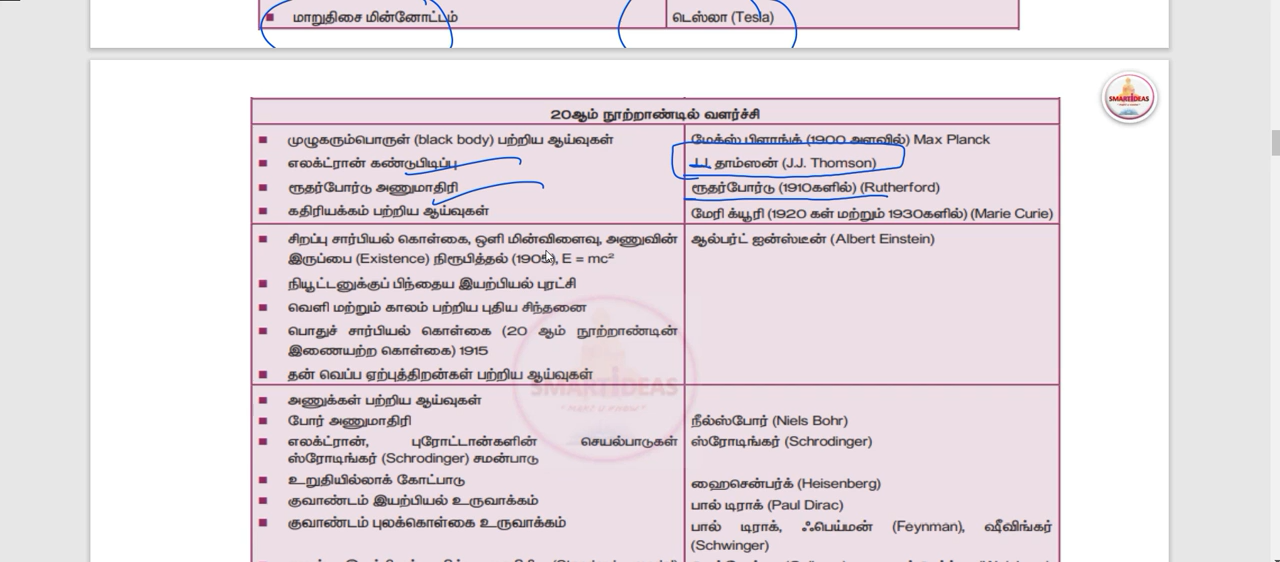 ■ மாறுதிசை மின்னோட்டம் டெஸ்லா (Tesla)
SMARTIDEAS
20ஆம் நூற்றாண்டில் வளர்ச்சி
■ முழுகரும்பொருள் (black body) பற்றிய ஆய்வுகள் மேக்ஸ் பிளாங்க் (1900 அளவில்) Max Planck
■ எலக்ட்ரான் கண்டுபிடிப்பு J.J. தாம்ஸன் (J.J. Thomson)
■ ரூதர்போர்டு அணுமாதிரி ரூதர்போர்டு (1910களில்) (Rutherford)
■ கதிரியக்கம் பற்றிய ஆய்வுகள் மேரி க்யூரி (1920 கள் மற்றும் 1930களில்) (Marie Curie)
■ சிறப்பு சார்பியல் கொள்கை, ஒளி மின்விளைவு, அணுவின் ஆல்பர்ட் ஐன்ஸ்டீன் (Albert Einstein)
இருப்பை (Existence) நிரூபித்தல் (1905), E = mc²
■ நியூட்டனுக்குப் பிந்தைய இயற்பியல் புரட்சி
■ வெளி மற்றும் காலம் பற்றிய புதிய சிந்தனை
■ பொதுச் சார்பியல் கொள்கை (20 ஆம் நூற்றாண்டின்
இணையற்ற கொள்கை) 1915
■ தன் வெப்ப ஏற்புத்திறன்கள் பற்றிய ஆய்வுகள்
SMARTIDEAS
■ அணுக்கள் பற்றிய ஆய்வுகள்
■ போர் அணுமாதிரி நீல்ஸ்போர் (Niels Bohr)
■ எலக்ட்ரான், புரோட்டான்களின் செயல்பாடுகள் ஸ்ரோடிங்கர் (Schrodinger)
ஸ்ரோடிங்கர் (Schrodinger) சமன்பாடு
■ உறுதியில்லாக் கோட்பாடு ஹைசென்பர்க் (Heisenberg)
■ குவாண்டம் இயற்பியல் உருவாக்கம் பால் டிராக் (Paul Dirac)
■ குவாண்டம் புலக்கொள்கை உருவாக்கம் பால் டிராக், ஃபெய்மன் (Feynman), ஷீவிங்கர்
(Schwinger)